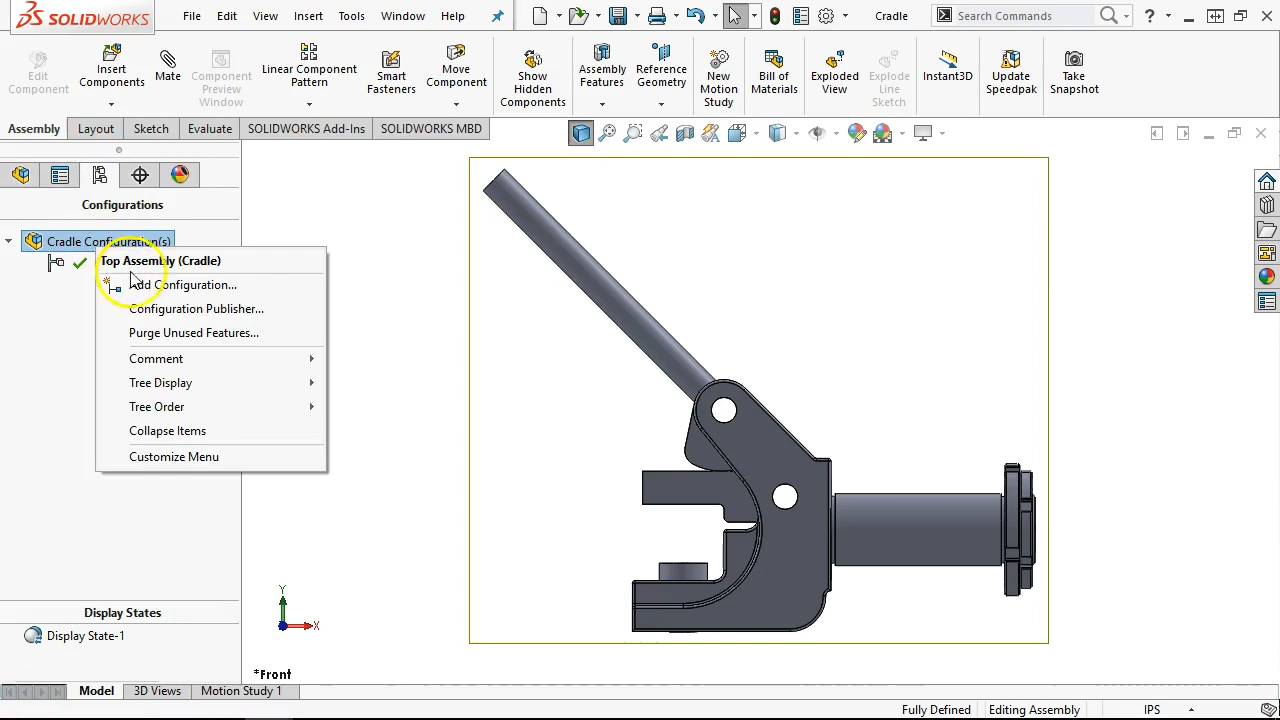 SOLIDWORKS
File Edit View Insert Tools Window Help
Cradle
Search Commands
?
Edit Component
Insert Components
Mate
Component Preview Window
Linear Component Pattern
Smart Fasteners
Move Component
Show Hidden Components
Assembly Features
Reference Geometry
New Motion Study
Bill of Materials
Exploded View
Explode Line Sketch
Instant3D
Update Speedpak
Take Snapshot
Assembly Layout Sketch Evaluate SOLIDWORKS Add-Ins SOLIDWORKS MBD
Configurations
Cradle Configuration(s)
Top Assembly (Cradle)
Add Configuration...
Configuration Publisher...
Purge Unused Features...
Comment
Tree Display
Tree Order
Collapse Items
Customize Menu
Display States
Display State-1
Y
X
*Front
Model 3D Views Motion Study 1
Fully Defined Editing Assembly IPS